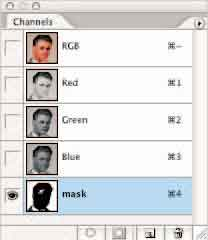 Channels
RGB ⌘~
Red ⌘1
Green ⌘2
Blue ⌘3
mask ⌘4